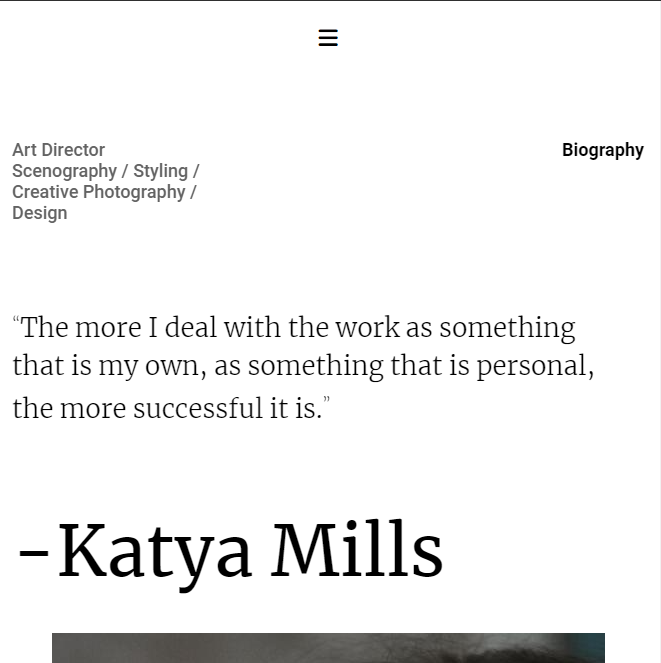 Art Director
Scenography / Styling /
Creative Photography /
Design
Biography
“The more I deal with the work as something
that is my own, as something that is personal,
the more successful it is.”
-Katya Mills